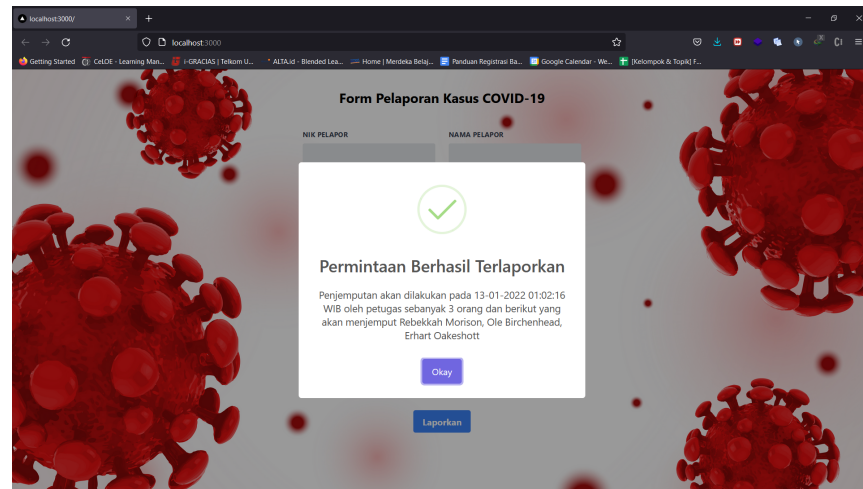 localhost:3000/
localhost:3000
Getting Started
CeLOE - Learning Man...
i-GRACIAS | Telkom U...
ALTA.id - Blended Lea...
Home | Merdeka Belaj...
Panduan Registrasi Ba...
Google Calendar - We...
[Kelompok & Topik] F...
Form Pelaporan Kasus COVID-19
NIK PELAPOR
NAMA PELAPOR
Permintaan Berhasil Terlaporkan
Penjemputan akan dilakukan pada 13-01-2022 01:02:16
WIB oleh petugas sebanyak 3 orang dan berikut yang
akan menjemput Rebekkah Morison, Ole Birchenhead,
Erhart Oakeshott
Okay
Laporkan